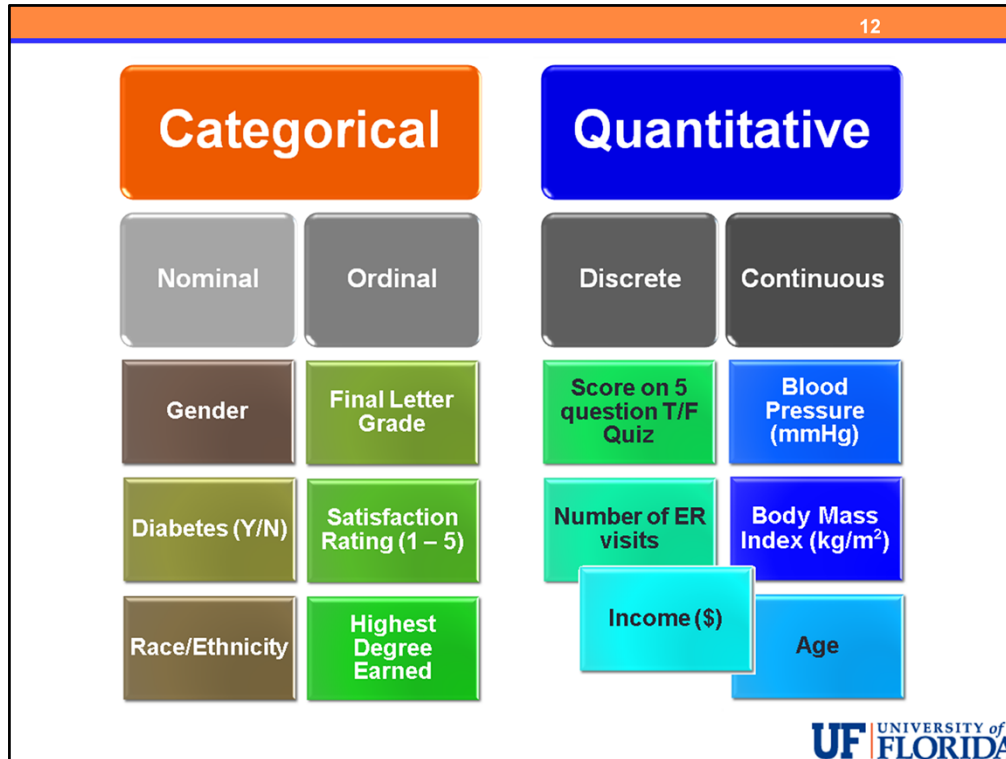 12
Categorical
Quantitative
Nominal
Ordinal
Discrete
Continuous
Gender
Final Letter
Grade
Score on 5
question T/F
Quiz
Blood
Pressure
(mmHg)
Diabetes (Y/N)
Satisfaction
Rating (1 – 5)
Number of ER
visits
Body Mass
Index (kg/m²)
Race/Ethnicity
Highest
Degree
Earned
Income ($)
Age
UF
UNIVERSITY of
FLORIDA